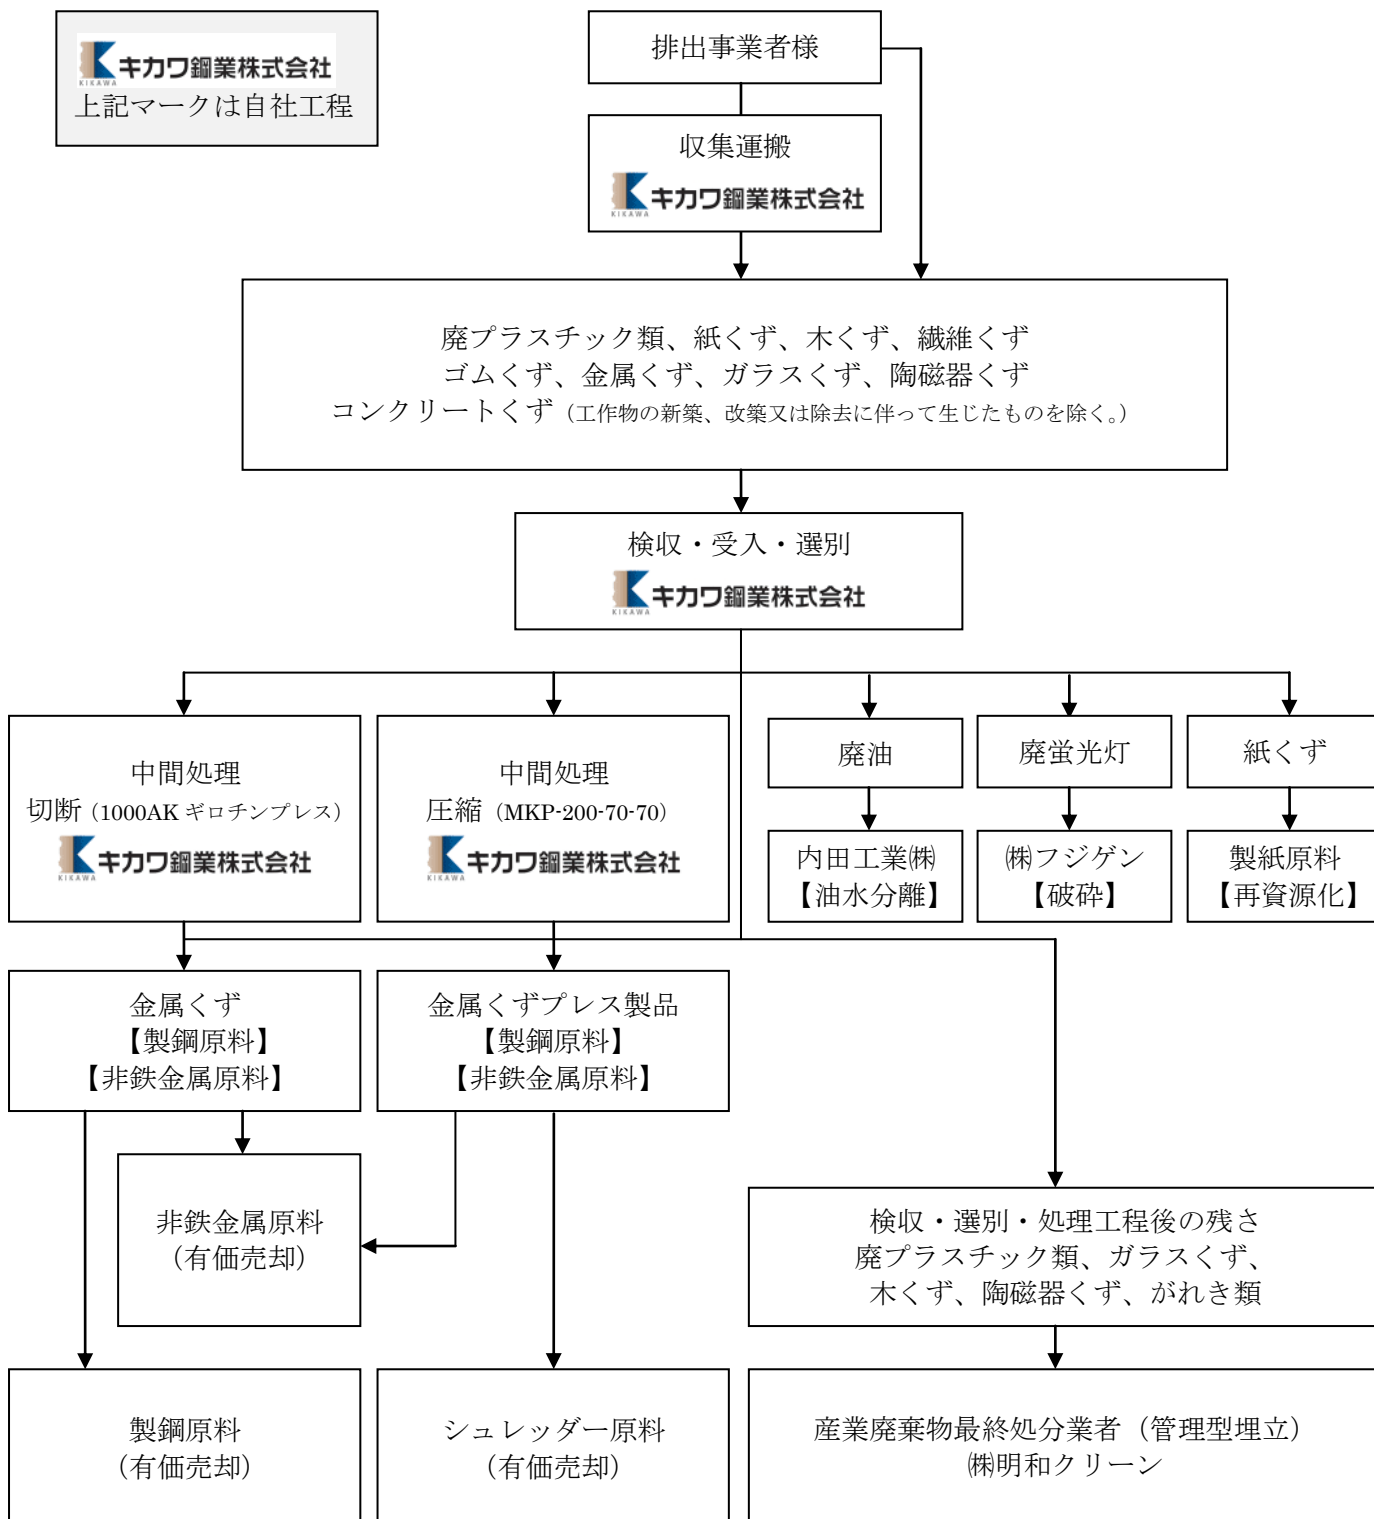 キカワ鋼業株式会社
KIKAWA
上記マークは自社工程
排出事業者様
収集運搬
キカワ鋼業株式会社
KIKAWA
廃プラスチック類、紙くず、木くず、繊維くず
ゴムくず、金属くず、ガラスくず、陶磁器くず
コンクリートくず（工作物の新築、改築又は除去に伴って生じたものを除く。）
検収・受入・選別
キカワ鋼業株式会社
KIKAWA
中間処理
切断（1000AK ギロチンプレス）
キカワ鋼業株式会社
KIKAWA
中間処理
圧縮（MKP-200-70-70）
キカワ鋼業株式会社
KIKAWA
廃油
廃蛍光灯
紙くず
内田工業㈱
【油水分離】
㈱フジゲン
【破砕】
製紙原料
【再資源化】
金属くず
【製鋼原料】
【非鉄金属原料】
金属くずプレス製品
【製鋼原料】
【非鉄金属原料】
非鉄金属原料
（有価売却）
検収・選別・処理工程後の残さ
廃プラスチック類、ガラスくず、
木くず、陶磁器くず、がれき類
製鋼原料
（有価売却）
シュレッダー原料
（有価売却）
産業廃棄物最終処分業者（管理型埋立）
㈱明和クリーン